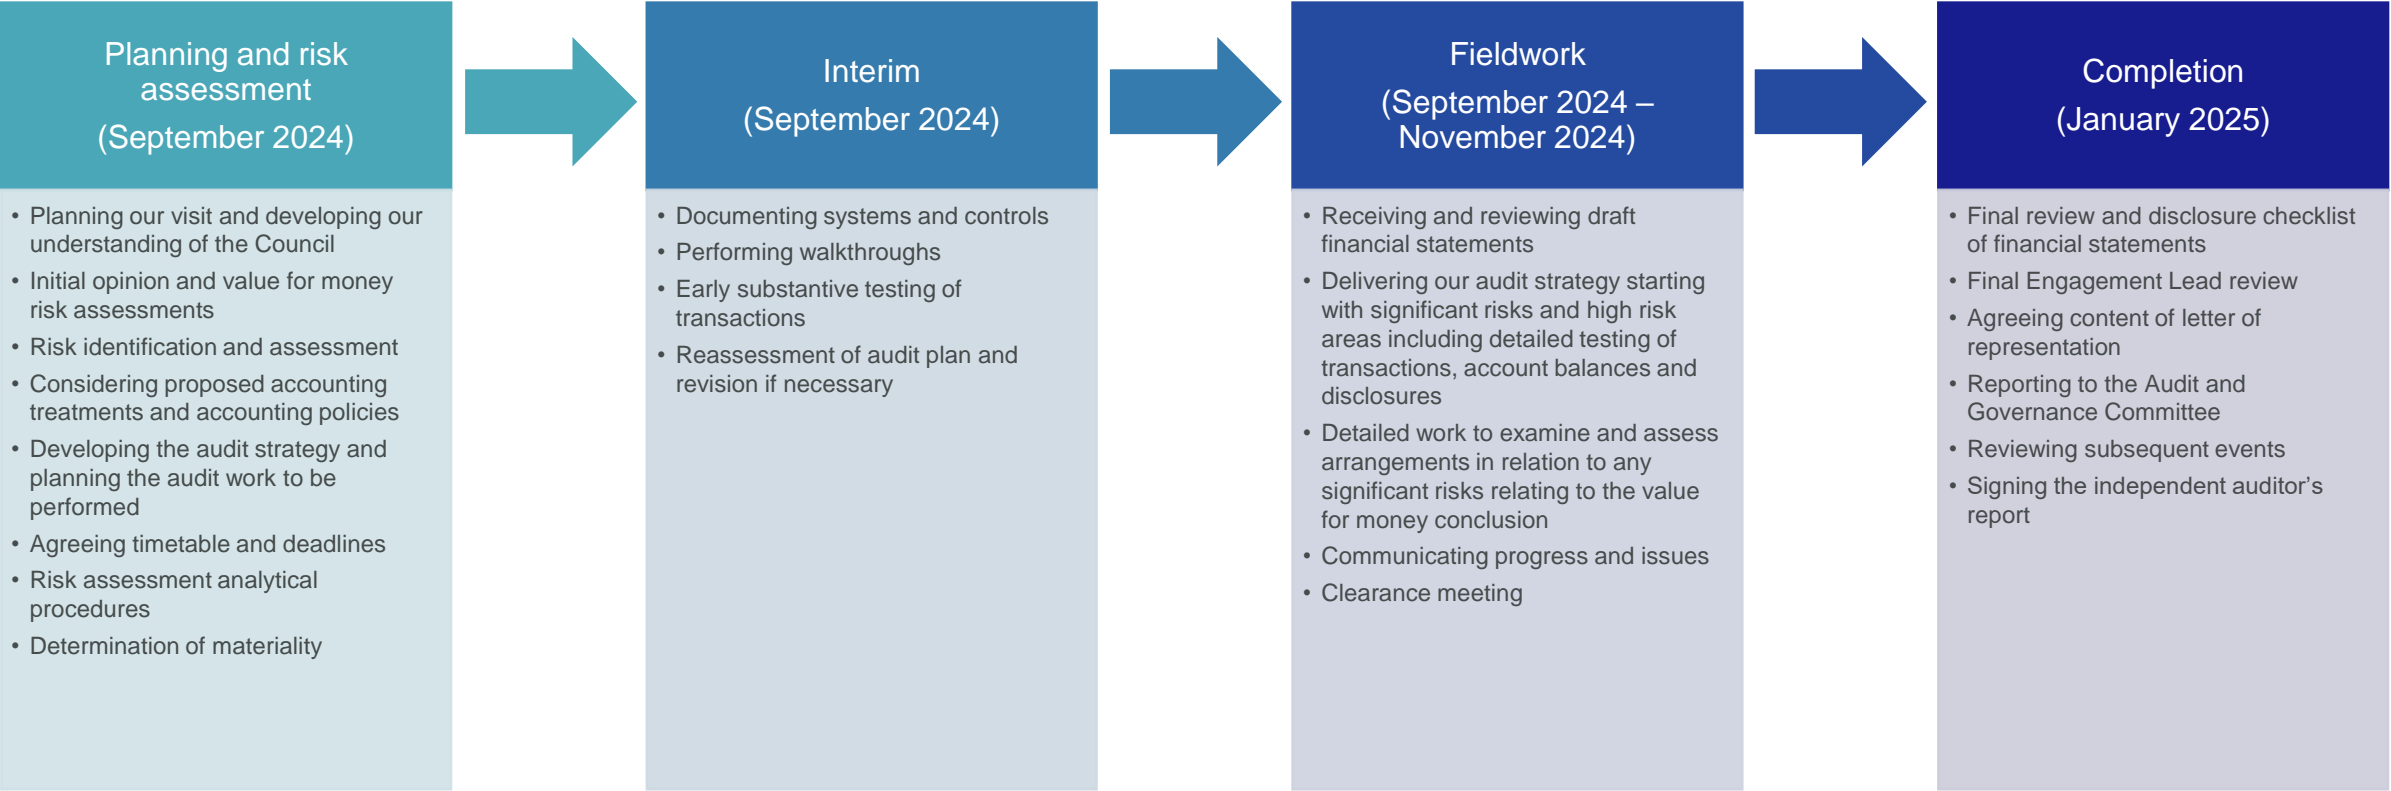 Planning and risk
assessment
(September 2024)
• Planning our visit and developing our
understanding of the Council
• Initial opinion and value for money
risk assessments
• Risk identification and assessment
• Considering proposed accounting
treatments and accounting policies
• Developing the audit strategy and
planning the audit work to be
performed
• Agreeing timetable and deadlines
• Risk assessment analytical
procedures
• Determination of materiality
Interim
(September 2024)
• Documenting systems and controls
• Performing walkthroughs
• Early substantive testing of
transactions
• Reassessment of audit plan and
revision if necessary
Fieldwork
(September 2024 –
November 2024)
• Receiving and reviewing draft
financial statements
• Delivering our audit strategy starting
with significant risks and high risk
areas including detailed testing of
transactions, account balances and
disclosures
• Detailed work to examine and assess
arrangements in relation to any
significant risks relating to the value
for money conclusion
• Communicating progress and issues
• Clearance meeting
Completion
(January 2025)
• Final review and disclosure checklist
of financial statements
• Final Engagement Lead review
• Agreeing content of letter of
representation
• Reporting to the Audit and
Governance Committee
• Reviewing subsequent events
• Signing the independent auditor’s
report